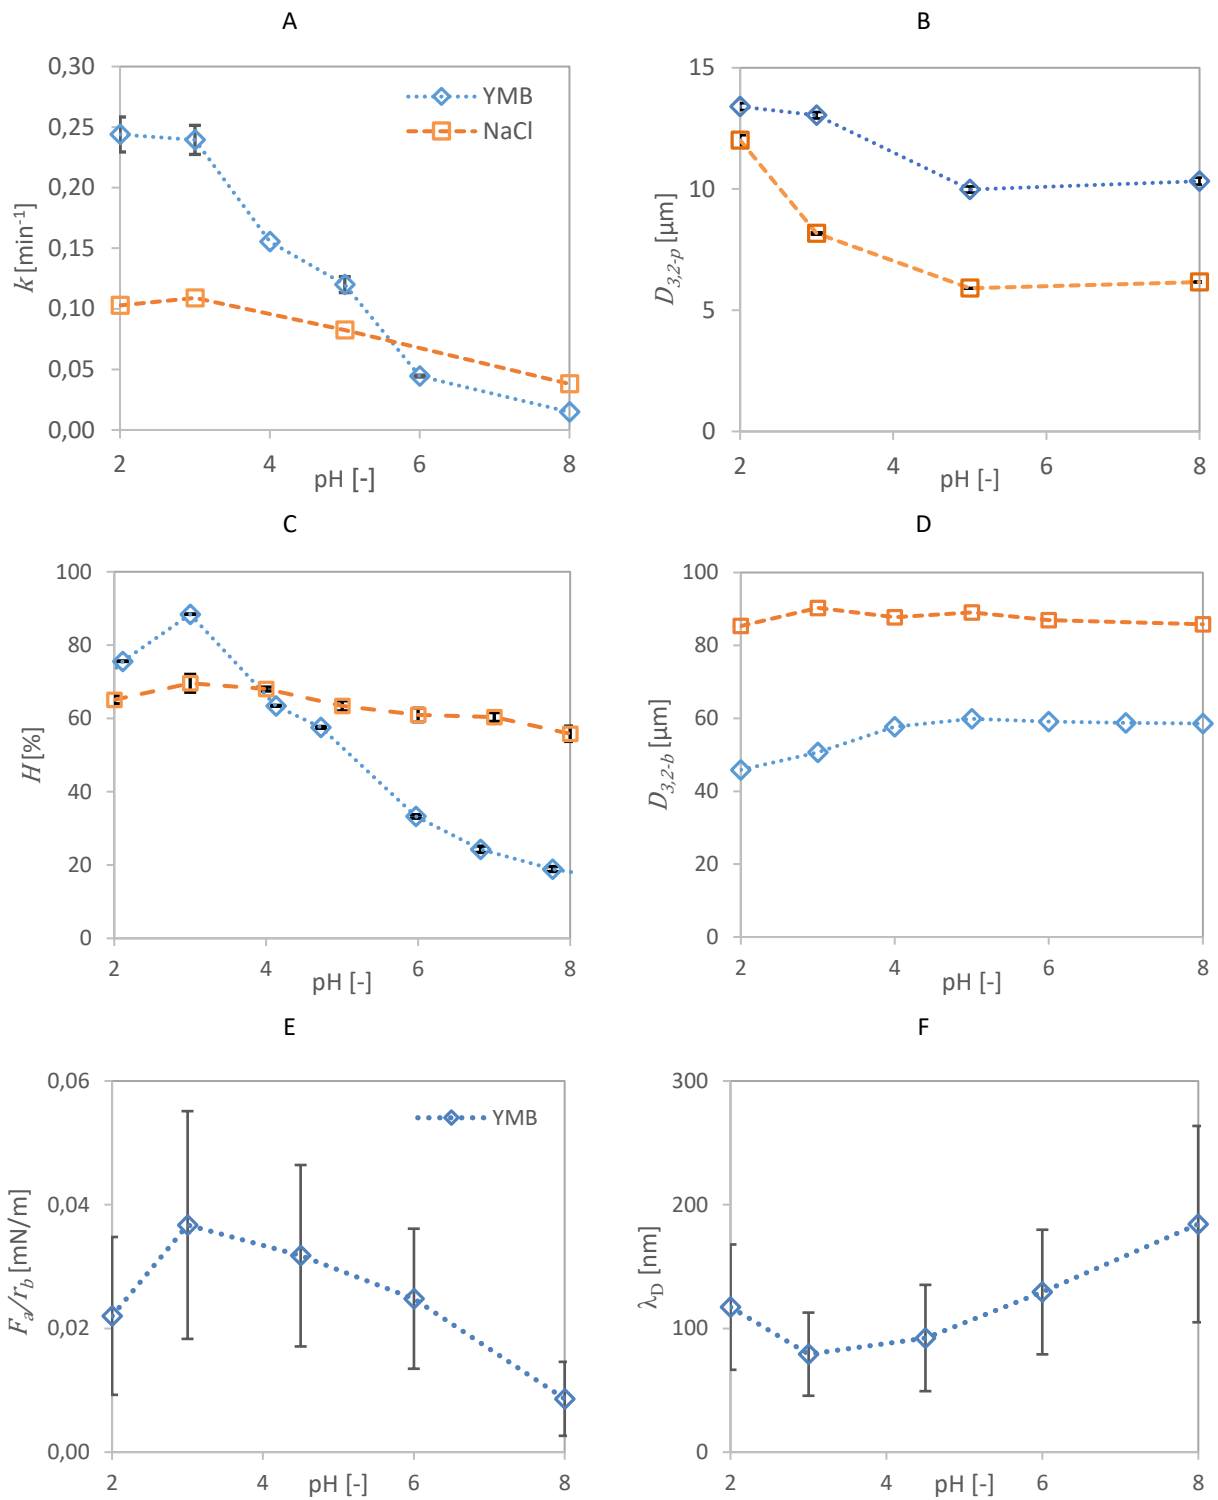 A
0,30
0,25
0,20
0,15
0,10
0,05
0,00
k [min⁻¹]
YMB
NaCl
2 4 6 8
pH [-]
B
15
10
5
0
D3,2-p [µm]
2 4 6 8
pH [-]
C
100
80
60
40
20
0
H [%]
2 4 6 8
pH [-]
D
100
80
60
40
20
0
D3,2-b [µm]
2 4 6 8
pH [-]
E
0,06
0,04
0,02
0,00
Fa/rb [mN/m]
YMB
2 4 6 8
pH [-]
F
300
200
100
0
λD [nm]
2 4 6 8
pH [-]